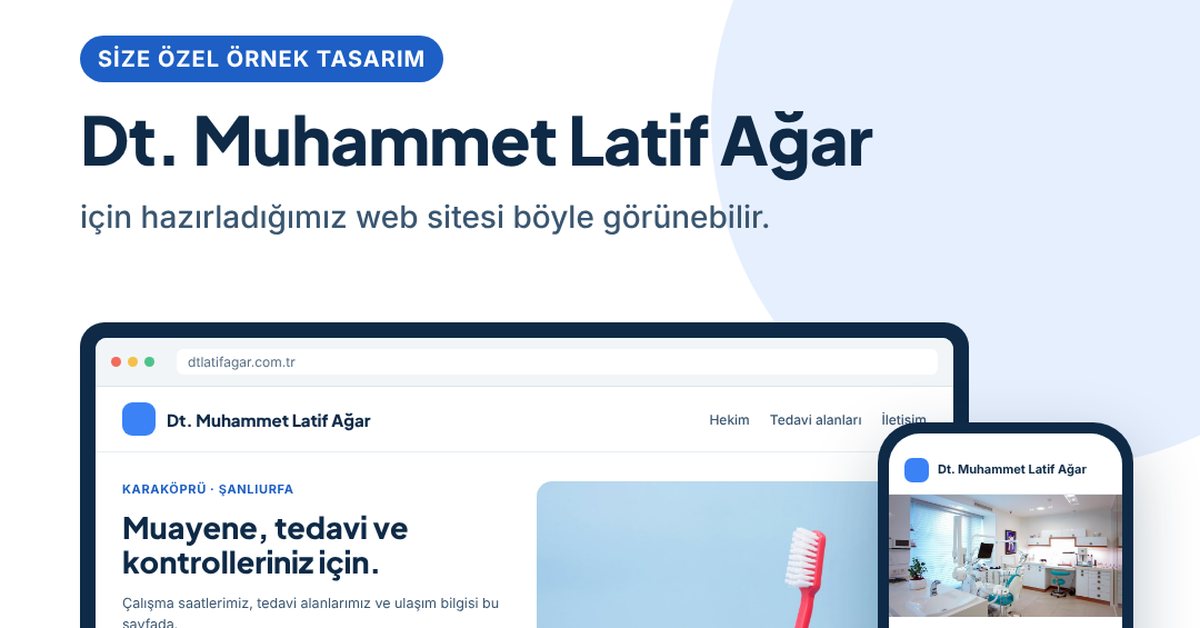 SİZE ÖZEL ÖRNEK TASARIM
Dt. Muhammet Latif Ağar
için hazırladığımız web sitesi böyle görünebilir.
dtlatifagar.com.tr
Dt. Muhammet Latif Ağar
Hekim Tedavi alanları İletişim
KARAKÖPRÜ · ŞANLIURFA
Muayene, tedavi ve
kontrolleriniz için.
Çalışma saatlerimiz, tedavi alanlarımız ve ulaşım bilgisi bu
sayfada.
Dt. Muhammet Latif Ağar